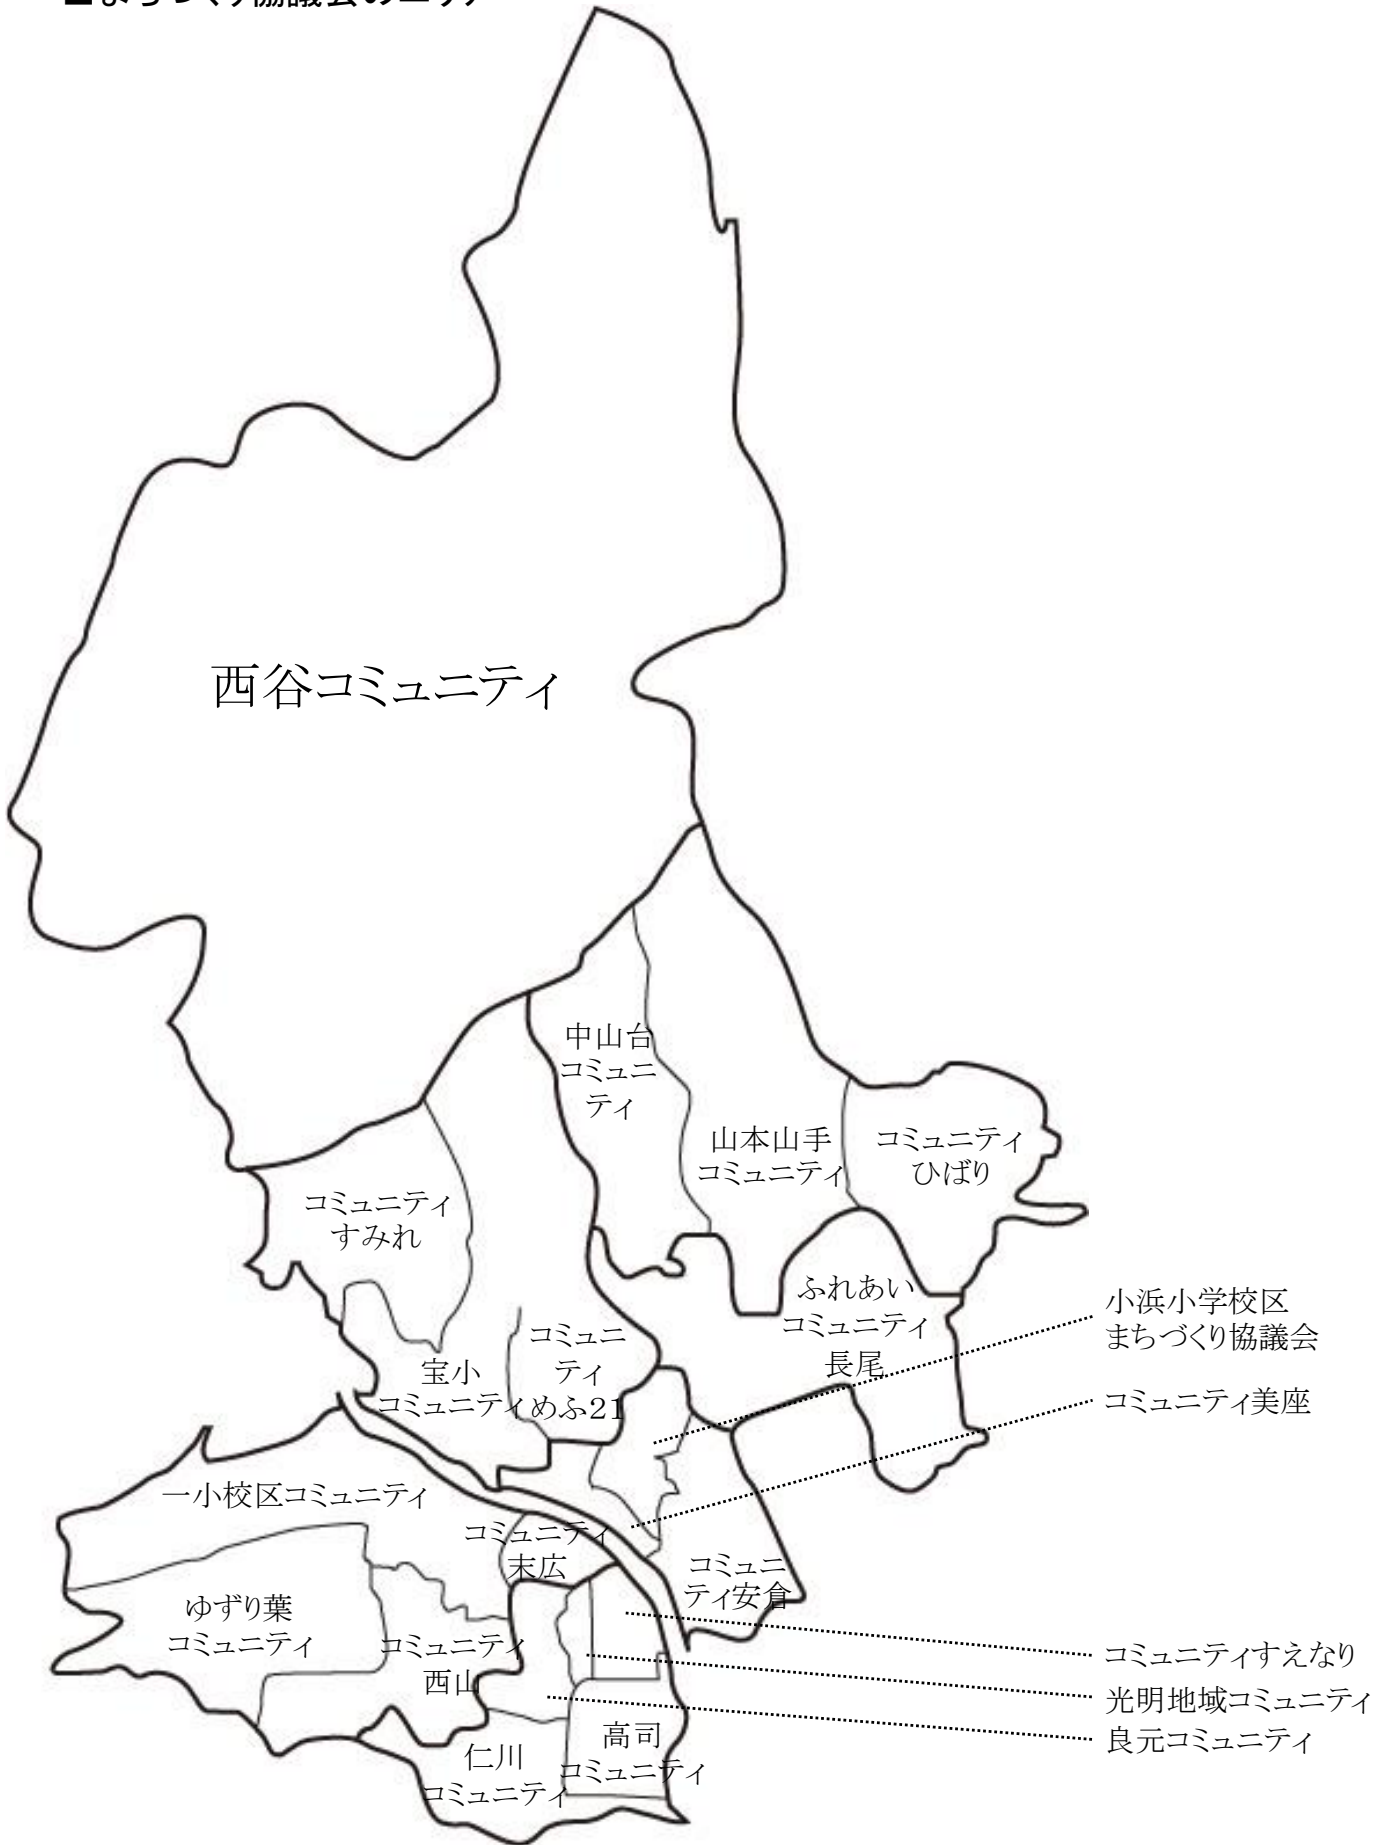 ■まちづくり協議会のエリア
西谷コミュニティ
中山台
コミュニ
ティ
山本山手
コミュニティ
コミュニティ
ひばり
コミュニティ
すみれ
ふれあい
コミュニティ
長尾
小浜小学校区
まちづくり協議会
コミュニ
ティ
めふ21
宝小
コミュニティ
コミュニティ美座
一小校区コミュニティ
コミュニティ
末広
コミュニ
ティ安倉
ゆずり葉
コミュニティ
コミュニティ
西山
コミュニティすえなり
光明地域コミュニティ
良元コミュニティ
仁川
コミュニティ
高司
コミュニティ